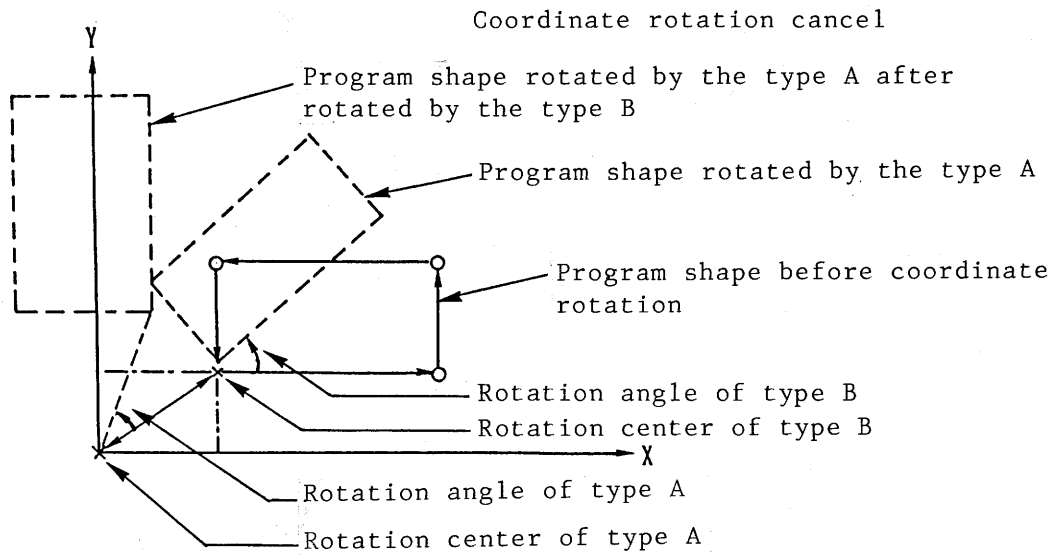 Coordinate rotation cancel
Y
Program shape rotated by the type A after
rotated by the type B
Program shape rotated by the type A
Program shape before coordinate
rotation
Rotation angle of type B
Rotation center of type B
X
Rotation angle of type A
Rotation center of type A